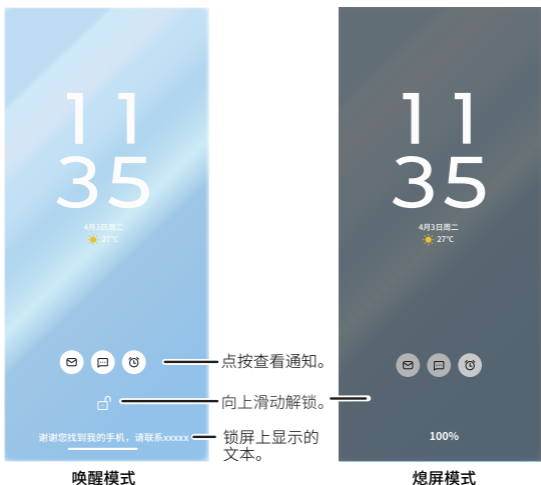 11
35
4月3日周二
27°C
谢谢您找到我的手机，请联系xxxxx
点按查看通知。
向上滑动解锁。
锁屏上显示的
文本。
11
35
4月3日周二
27°C
100%
唤醒模式
熄屏模式